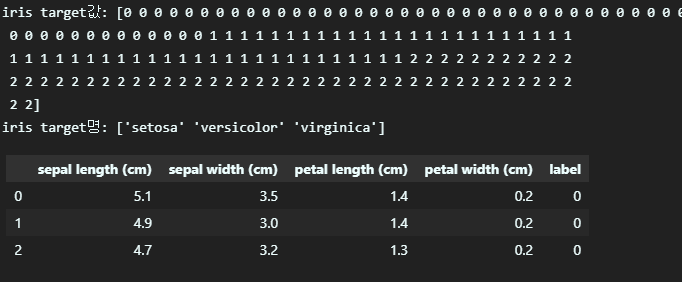 iris target값: [0 0 0 0 0 0 0 0 0 0 0 0 0 0 0 0 0 0 0 0 0 0 0 0 0 0 0 0 0 0 0 0 0 0 0 0 0
0 0 0 0 0 0 0 0 0 0 0 0 0 1 1 1 1 1 1 1 1 1 1 1 1 1 1 1 1 1 1 1 1 1 1 1 1
1 1 1 1 1 1 1 1 1 1 1 1 1 1 1 1 1 1 1 1 1 1 1 1 1 1 2 2 2 2 2 2 2 2 2 2 2
2 2 2 2 2 2 2 2 2 2 2 2 2 2 2 2 2 2 2 2 2 2 2 2 2 2 2 2 2 2 2 2 2 2 2 2 2
2 2]
iris target명: ['setosa' 'versicolor' 'virginica']
sepal length (cm) sepal width (cm) petal length (cm) petal width (cm) label
0 5.1 3.5 1.4 0.2 0
1 4.9 3.0 1.4 0.2 0
2 4.7 3.2 1.3 0.2 0